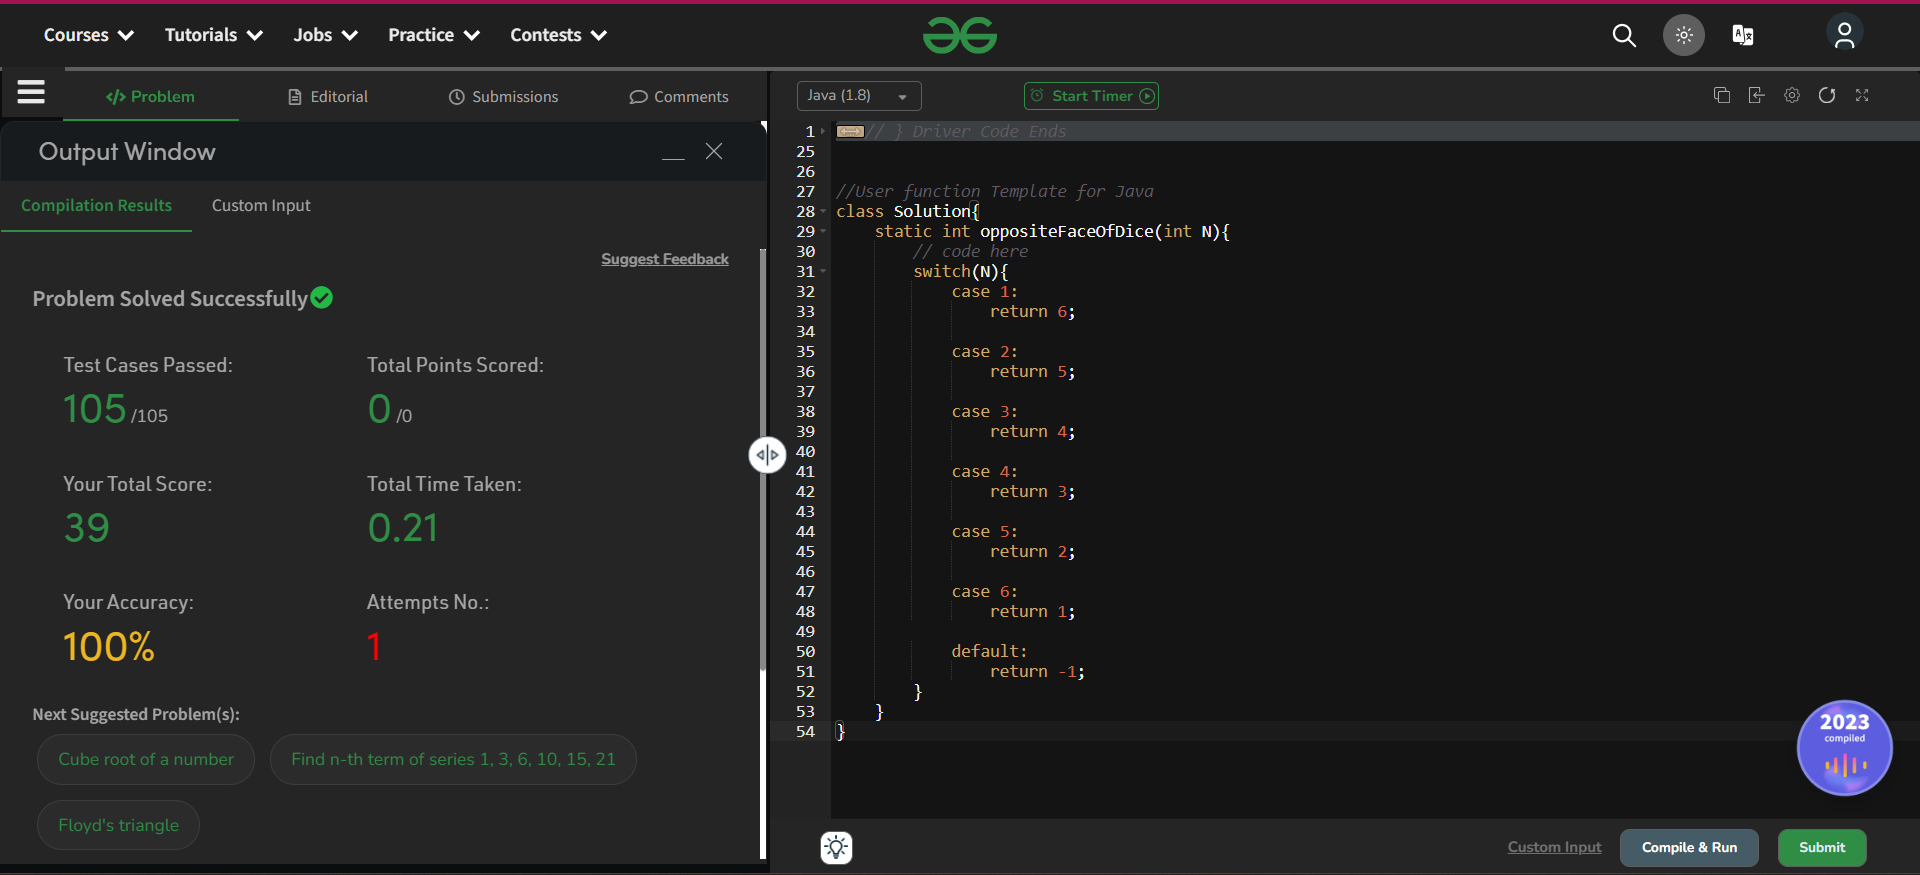 Courses Tutorials Jobs Practice Contests
Problem Editorial Submissions Comments
Output Window
Compilation Results Custom Input
Suggest Feedback
Problem Solved Successfully
Test Cases Passed: Total Points Scored:
105 /105 0 /0
Your Total Score: Total Time Taken:
39 0.21
Your Accuracy: Attempts No.:
100% 1
Next Suggested Problem(s):
Cube root of a number Find n-th term of series 1, 3, 6, 10, 15, 21
Floyd's triangle
Java (1.8) Start Timer
1 // } Driver Code Ends
25
26
27 //User function Template for Java
28 class Solution{
29 static int oppositeFaceOfDice(int N){
30 // code here
31 switch(N){
32 case 1:
33 return 6;
34
35 case 2:
36 return 5;
37
38 case 3:
39 return 4;
40
41 case 4:
42 return 3;
43
44 case 5:
45 return 2;
46
47 case 6:
48 return 1;
49
50 default:
51 return -1;
52 }
53 }
54 }
2023
compiled
Custom Input Compile & Run Submit